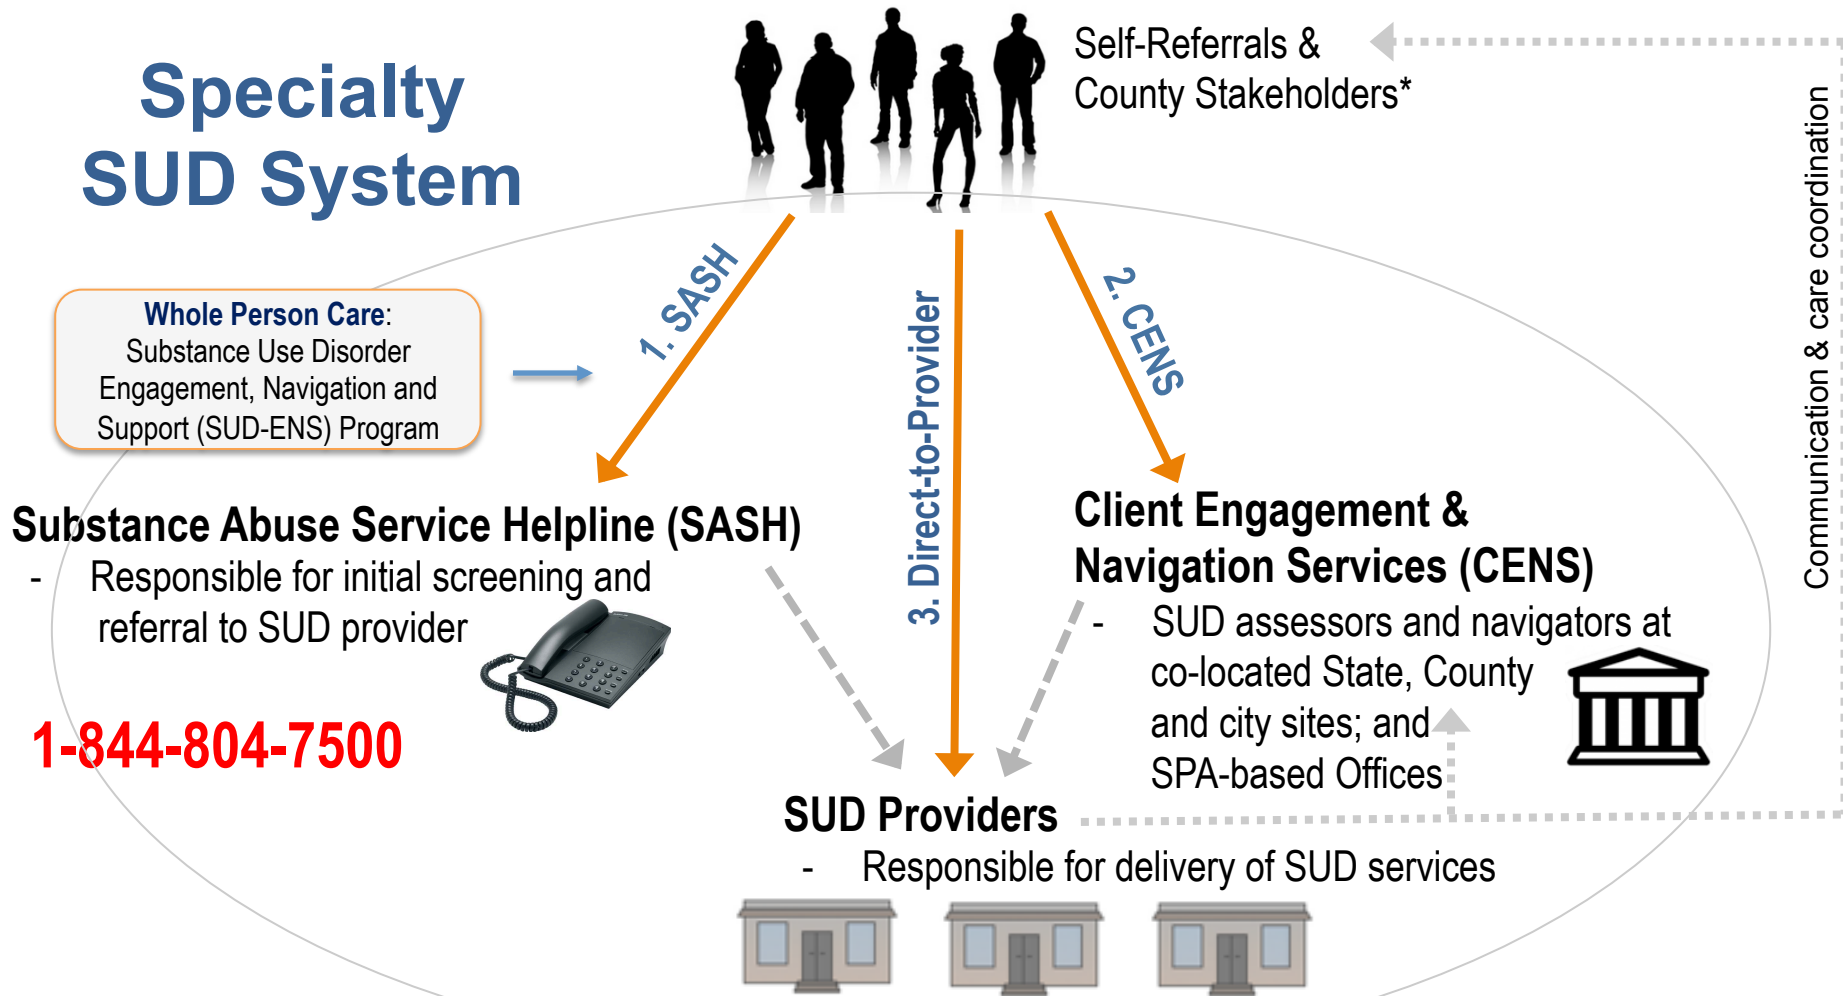 Specialty
SUD System
Self-Referrals &
County Stakeholders*
Communication & care coordination
Whole Person Care:
Substance Use Disorder
Engagement, Navigation and
Support (SUD-ENS) Program
1. SASH
3. Direct-to-Provider
2. CENS
Substance Abuse Service Helpline (SASH)
- Responsible for initial screening and
referral to SUD provider
1-844-804-7500
Client Engagement &
Navigation Services (CENS)
- SUD assessors and navigators at
co-located State, County
and city sites; and
SPA-based Offices
SUD Providers
- Responsible for delivery of SUD services